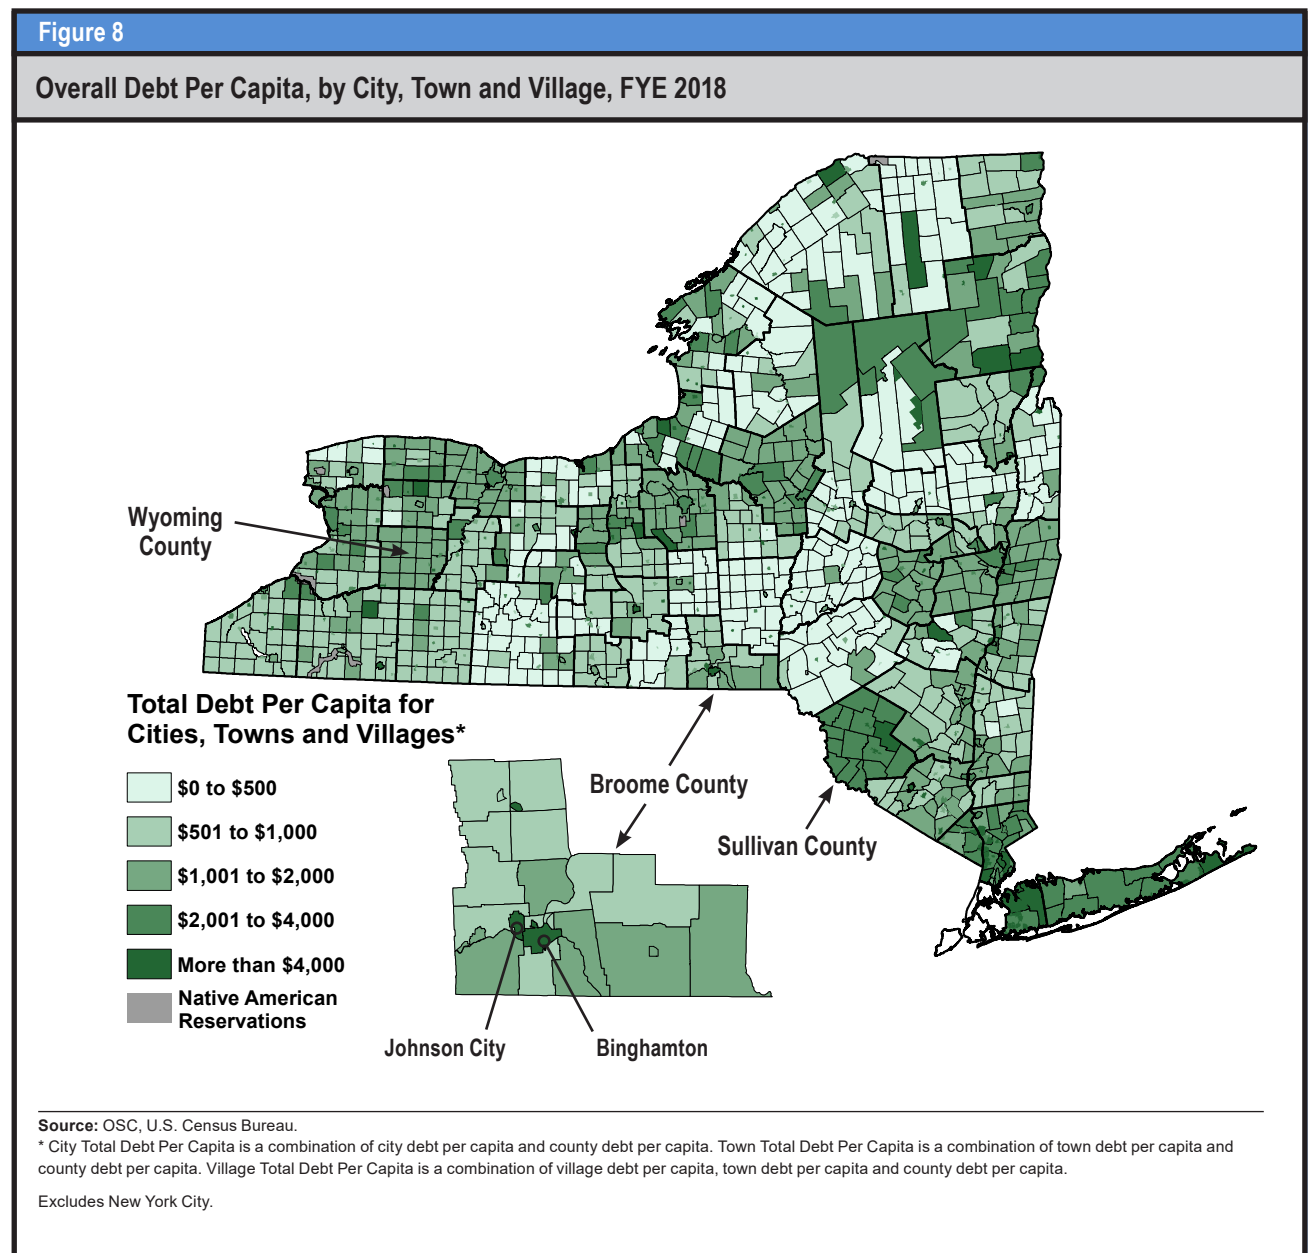 Figure 8
Overall Debt Per Capita, by City, Town and Village, FYE 2018
Wyoming
County
Total Debt Per Capita for
Cities, Towns and Villages*
$0 to $500
$501 to $1,000
$1,001 to $2,000
$2,001 to $4,000
More than $4,000
Native American
Reservations
Broome County
Sullivan County
Johnson City
Binghamton
Source: OSC, U.S. Census Bureau.
* City Total Debt Per Capita is a combination of city debt per capita and county debt per capita. Town Total Debt Per Capita is a combination of town debt per capita and
county debt per capita. Village Total Debt Per Capita is a combination of village debt per capita, town debt per capita and county debt per capita.
Excludes New York City.